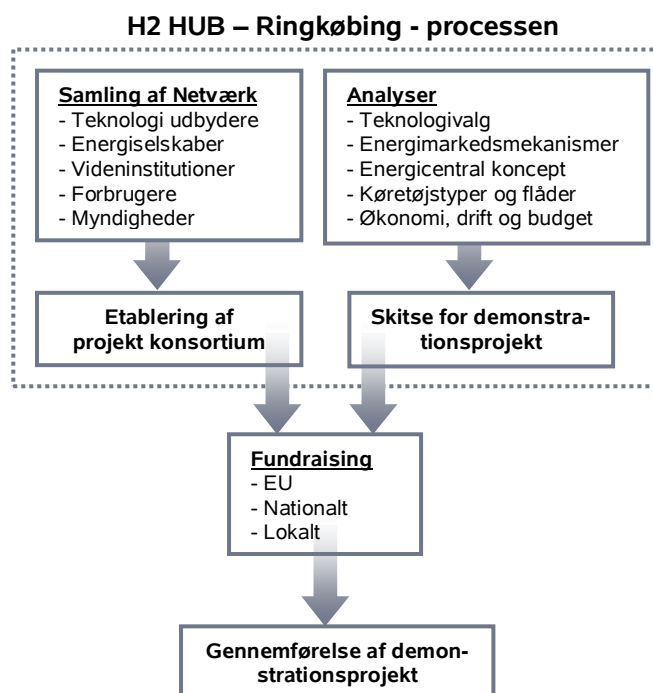 H2 HUB – Ringkøbing - processen
Samling af Netværk
- Teknologi udbydere
- Energiselskaber
- Videninstitutioner
- Forbrugere
- Myndigheder
Analyser
- Teknologivalg
- Energimarkedsmekanismer
- Energicentral koncept
- Køretøjstyper og flåder
- Økonomi, drift og budget
Etablering af
projekt konsortium
Skitse for demonstra-
tionsprojekt
Fundraising
- EU
- Nationalt
- Lokalt
Gennemførelse af demon-
strationsprojekt